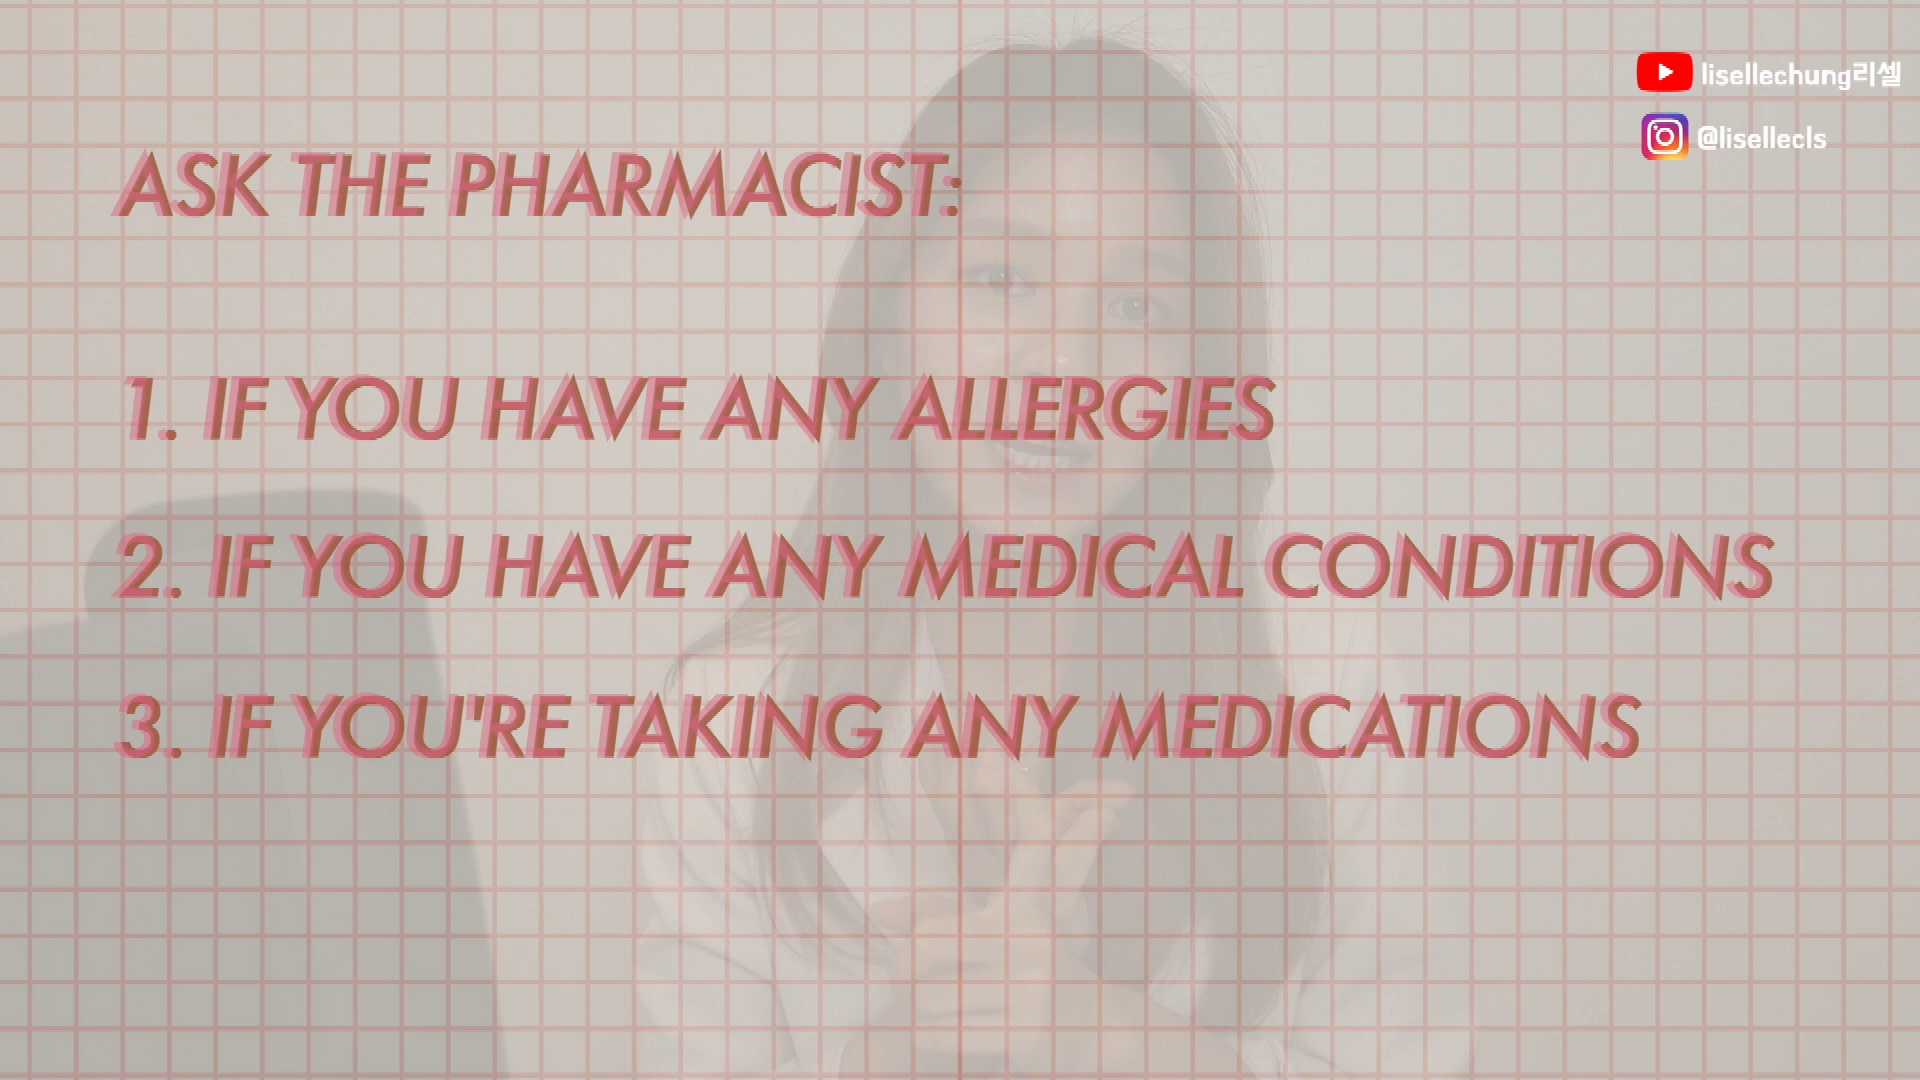 lisellechung리셀
@lisellecls
ASK THE PHARMACIST:
1. IF YOU HAVE ANY ALLERGIES
2. IF YOU HAVE ANY MEDICAL CONDITIONS
3. IF YOU'RE TAKING ANY MEDICATIONS